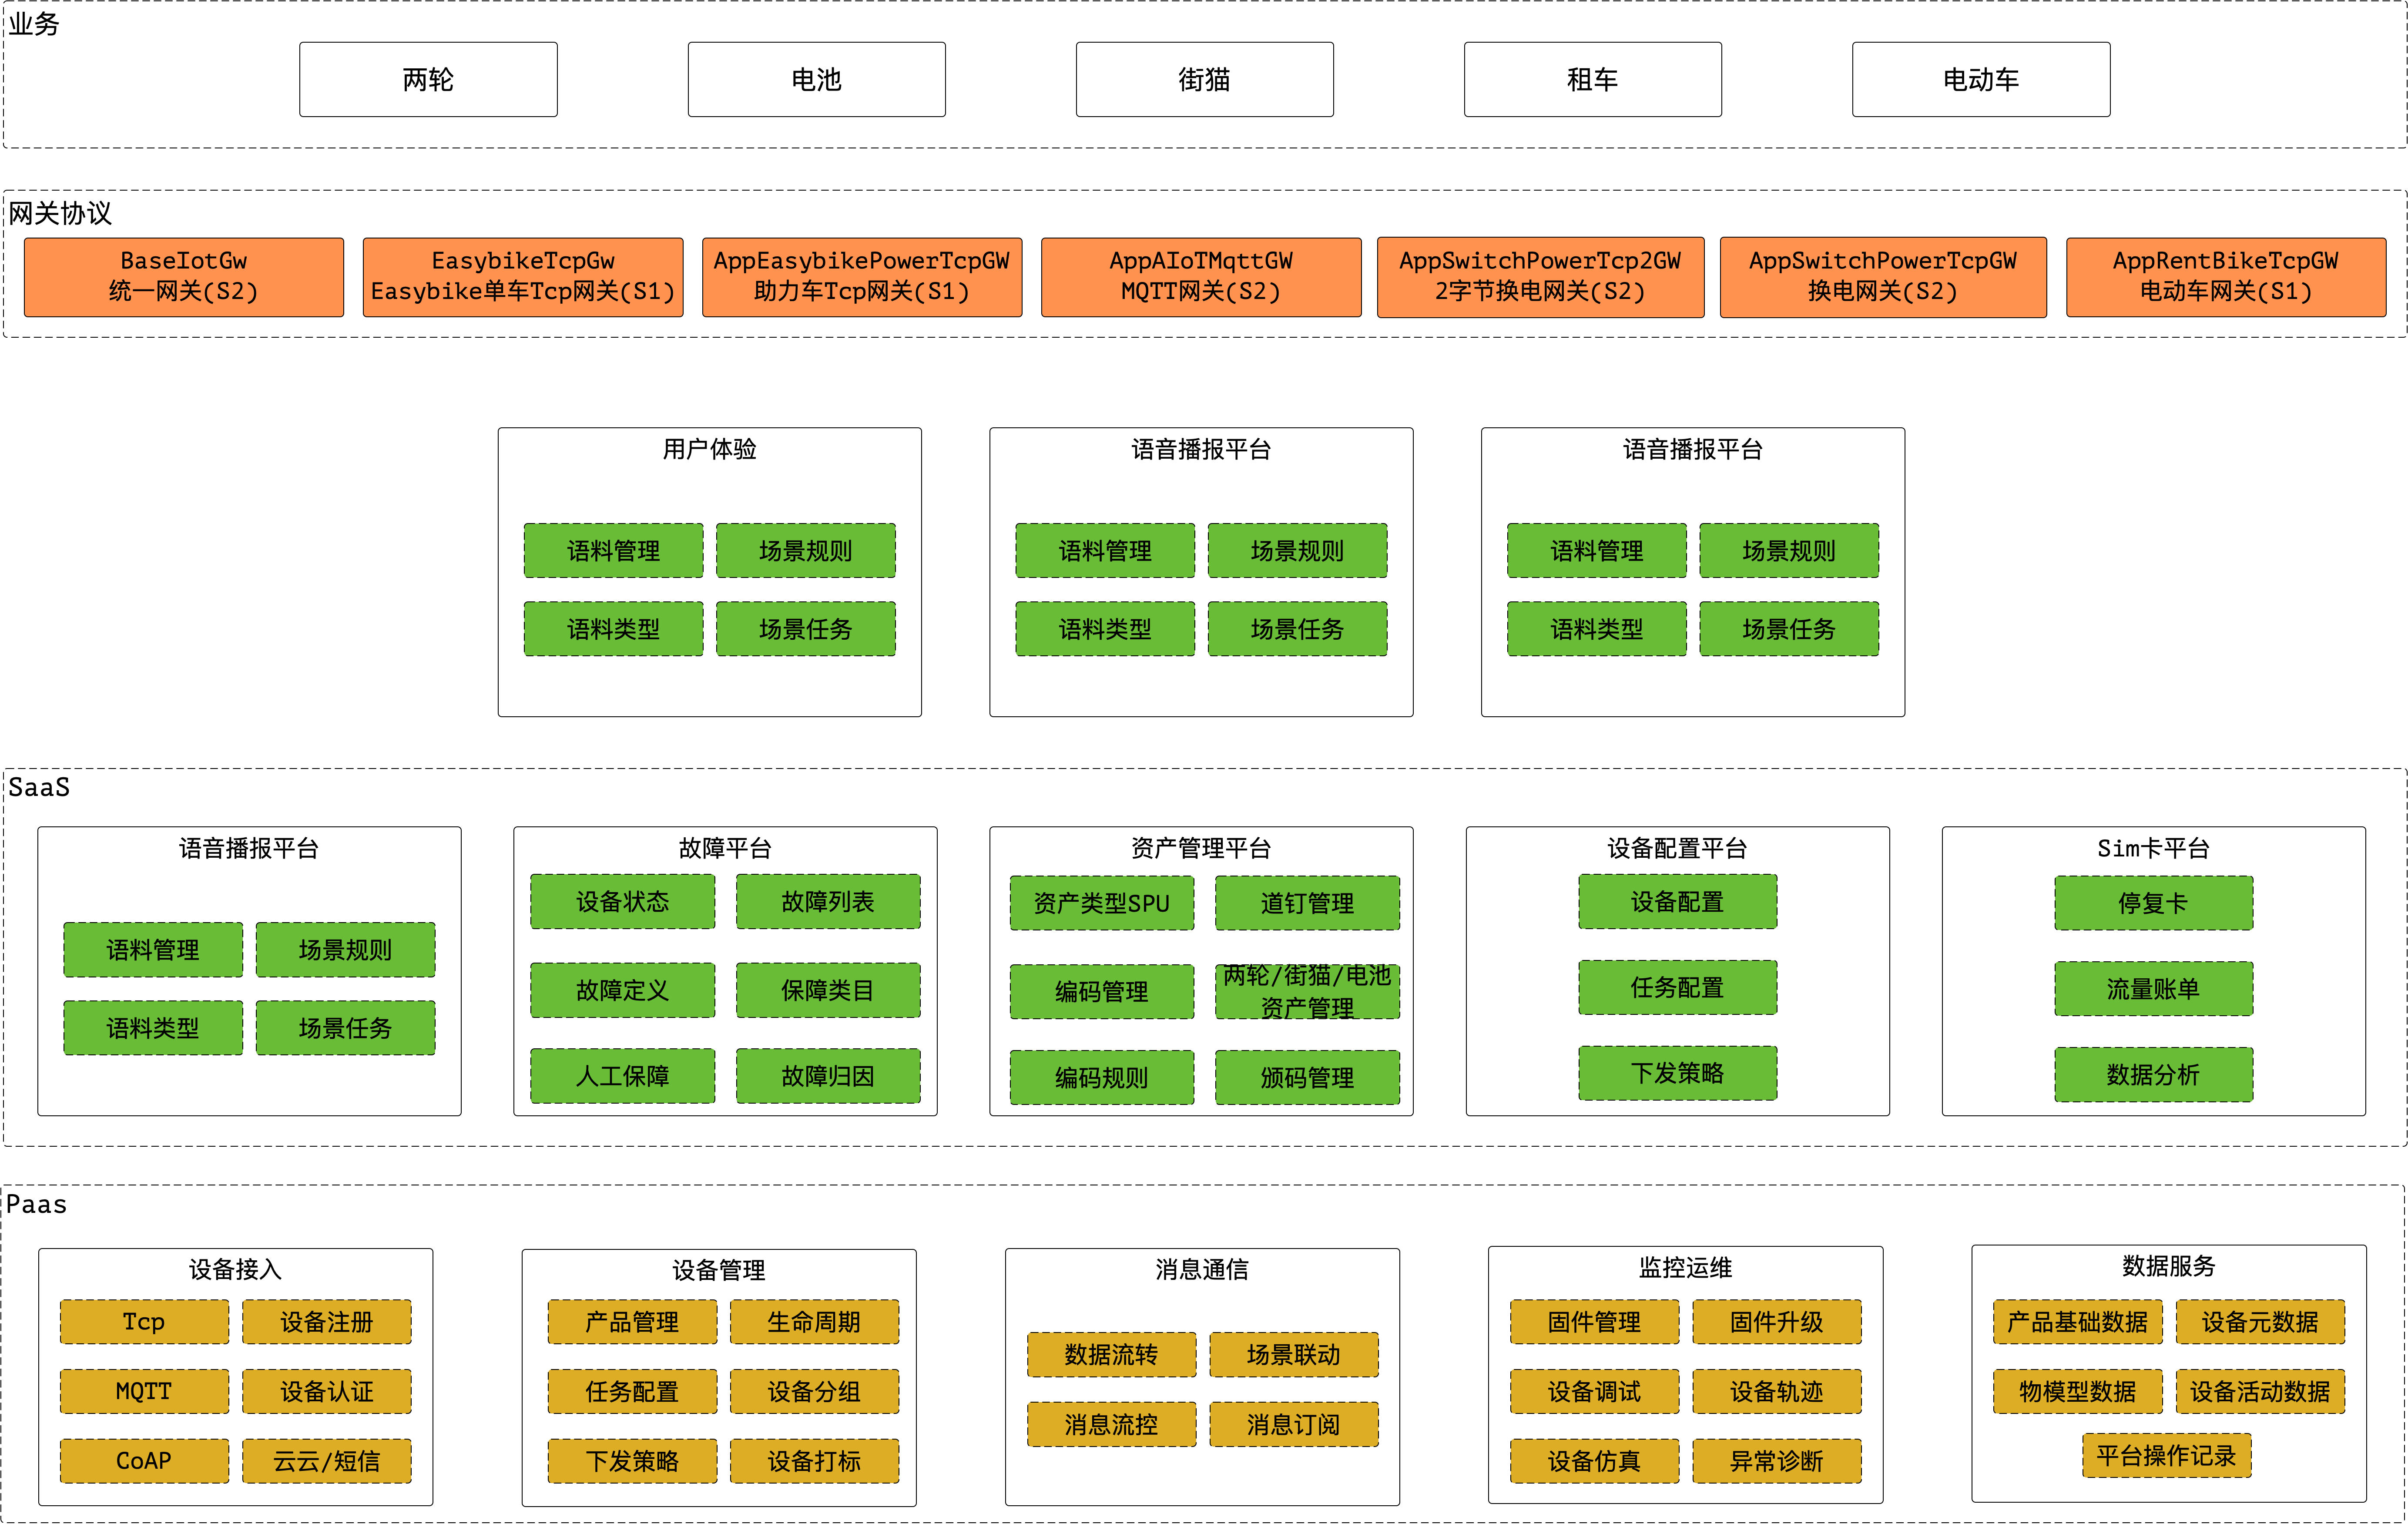 业务
两轮
电池
街猫
租车
电动车
网关协议
BaseIotGw
统一网关(S2)
EasybikeTcpGw
Easybike单车Tcp网关(S1)
AppEasybikePowerTcpGW
助力车Tcp网关(S1)
AppAIoTMqttGW
MQTT网关(S2)
AppSwitchPowerTcp2GW
2字节换电网关(S2)
AppSwitchPowerTcpGW
换电网关(S2)
AppRentBikeTcpGW
电动车网关(S1)
用户体验
语料管理
场景规则
语料类型
场景任务
语音播报平台
语料管理
场景规则
语料类型
场景任务
语音播报平台
语料管理
场景规则
语料类型
场景任务
SaaS
语音播报平台
语料管理
场景规则
语料类型
场景任务
故障平台
设备状态
故障列表
故障定义
保障类目
人工保障
故障归因
资产管理平台
资产类型SPU
道钉管理
编码管理
两轮/街猫/电池
资产管理
编码规则
颁码管理
设备配置平台
设备配置
任务配置
下发策略
Sim卡平台
停复卡
流量账单
数据分析
Paas
设备接入
Tcp
设备注册
MQTT
设备认证
CoAP
云云/短信
设备管理
产品管理
生命周期
任务配置
设备分组
下发策略
设备打标
消息通信
数据流转
场景联动
消息流控
消息订阅
监控运维
固件管理
固件升级
设备调试
设备轨迹
设备仿真
异常诊断
数据服务
产品基础数据
设备元数据
物模型数据
设备活动数据
平台操作记录